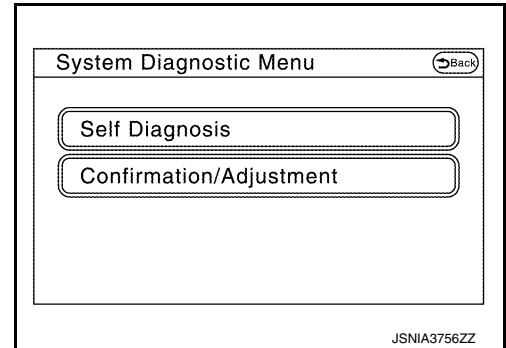 System Diagnostic Menu Back
Self Diagnosis
Confirmation/Adjustment
JSNIA3756ZZ